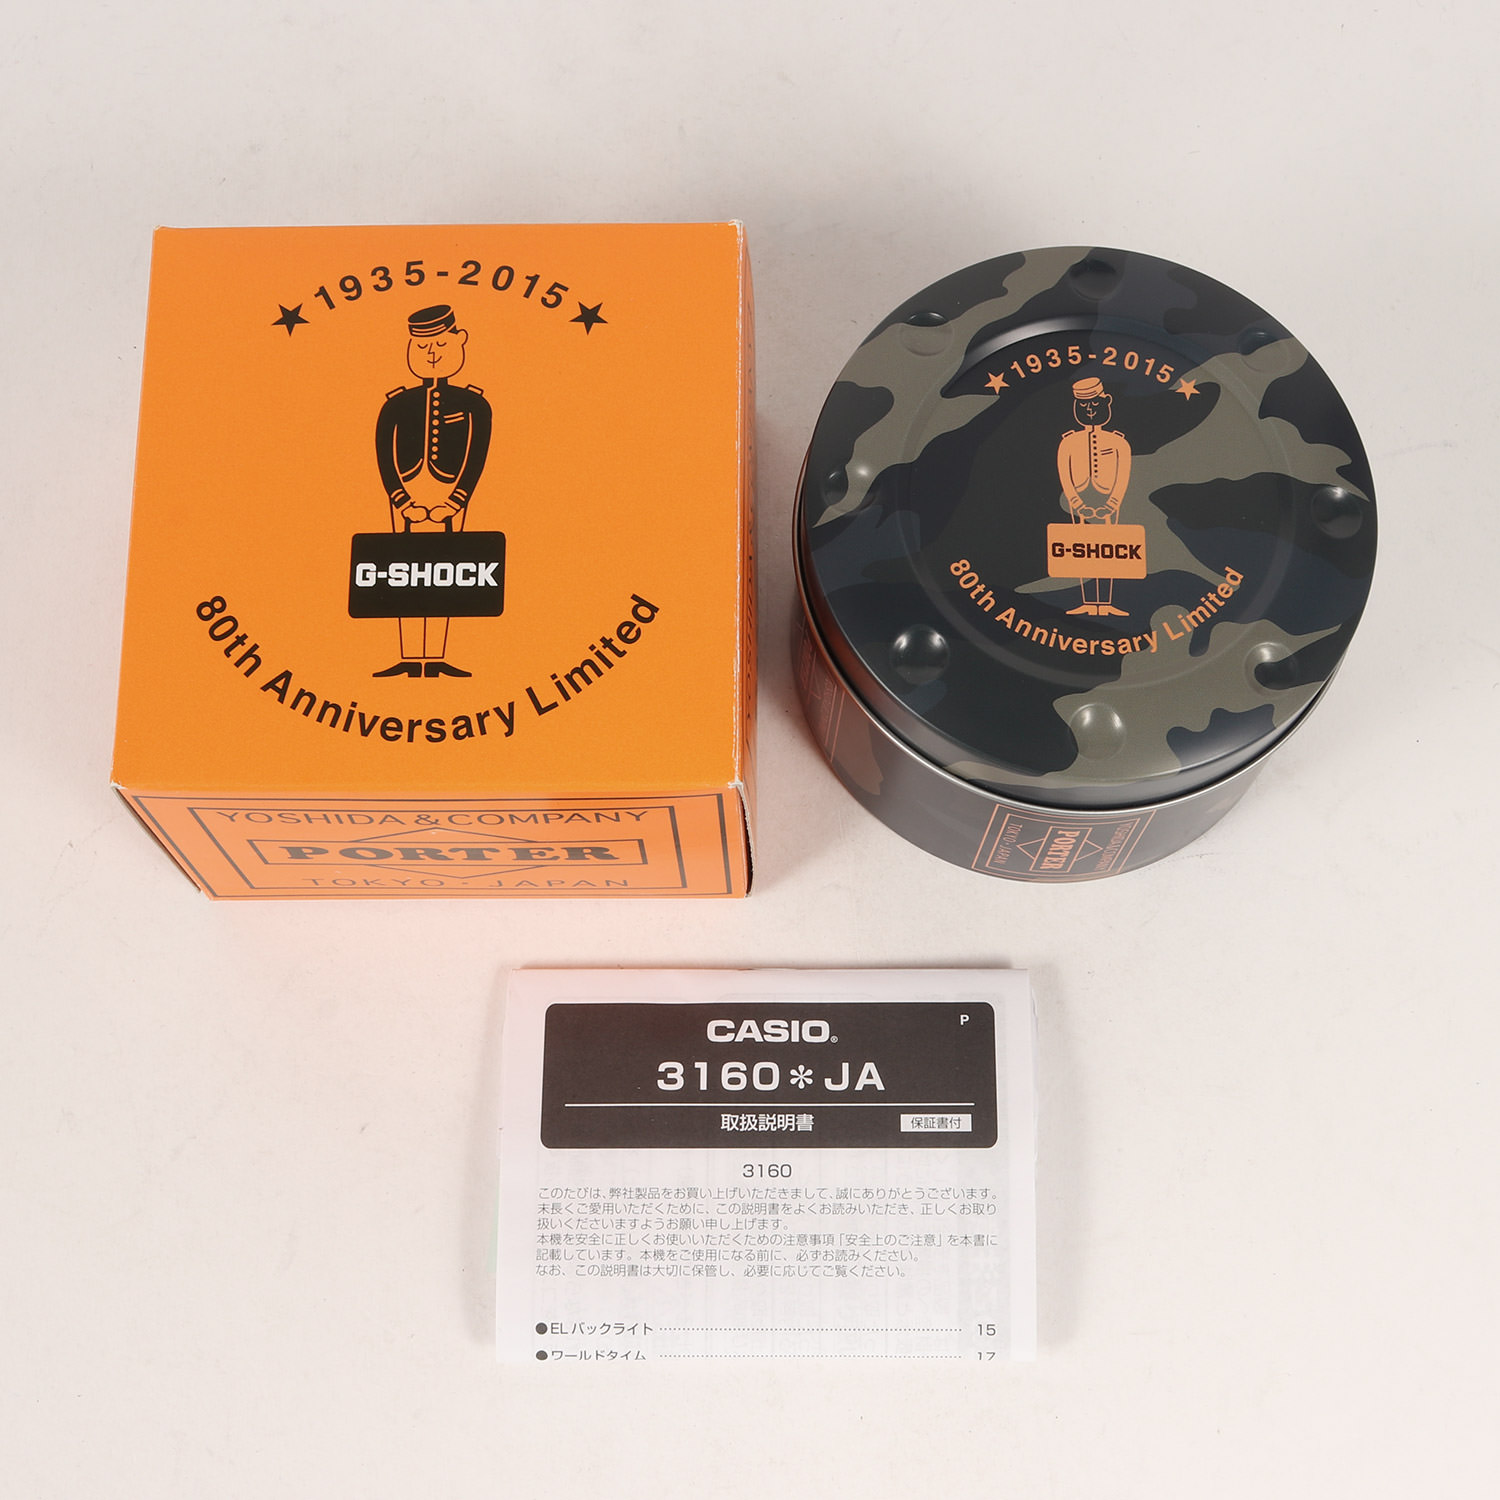 1935-2015
G-SHOCK
80th Anniversary Limited
YOSHIDA & COMPANY
PORTER
TOKYO・JAPAN
1935-2015
G-SHOCK
80th Anniversary Limited
YOSHIDA & COMPANY
PORTER
TOKYO・JAPAN
CASIO®
P
3160＊JA
取扱説明書
保証書付
3160
このたびは、弊社製品をお買い上げいただきまして、誠にありがとうございます。
末長くご愛用いただくために、この説明書をよくお読みいただき、正しくお取り
扱いくださいますようお願い申し上げます。
本機を安全に正しくお使いいただくための注意事項「安全上のご注意」を本書に
記載しています。本機をご使用になる前に、必ずお読みください。
なお、この説明書は大切に保管し、必要に応じてご覧ください。
●ELバックライト 15
●ワールドタイム 17